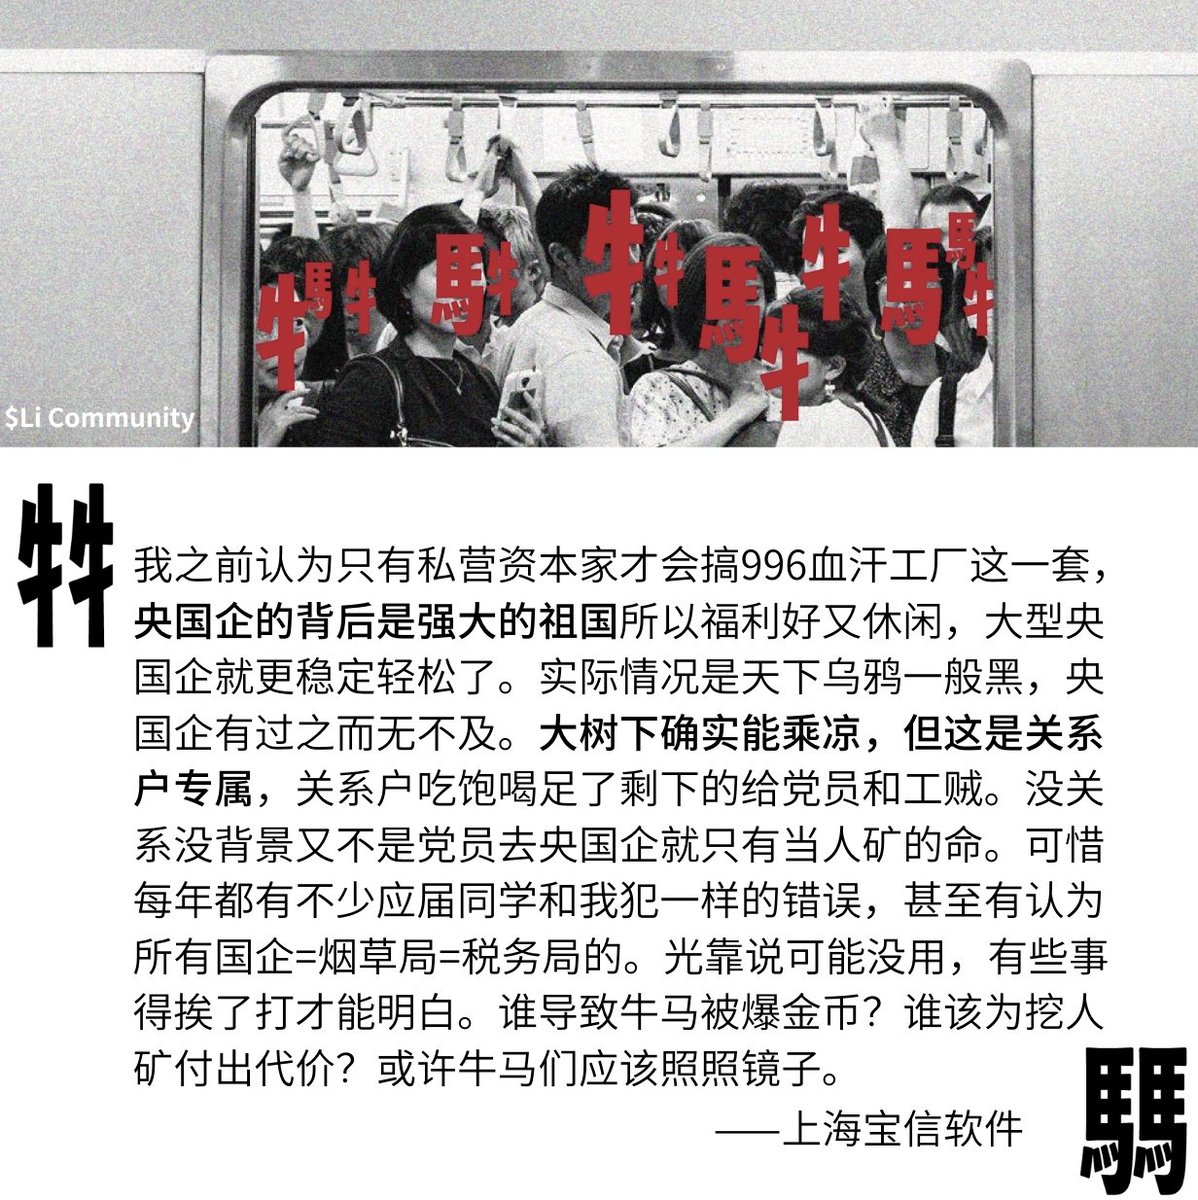 牛
馬
牛
馬
牛
牛
牛
馬
牛
牛
馬
馬
牛
$Li Community
牜牜
我之前认为只有私营资本家才会搞996血汗工厂这一套，
央国企的背后是强大的祖国所以福利好又休闲，大型央
国企就更稳定轻松了。实际情况是天下乌鸦一般黑，央
国企有过之而无不及。大树下确实能乘凉，但这是关系
户专属，关系户吃饱喝足了剩下的给党员和工贼。没关
系没背景又不是党员去央国企就只有当人矿的命。可惜
每年都有不少应届同学和我犯一样的错误，甚至有认为
所有国企=烟草局=税务局的。光靠说可能没用，有些事
得挨了打才能明白。谁导致牛马被爆金币？谁该为挖人
矿付出代价？或许牛马们应该照照镜子。
——上海宝信软件
馬馬